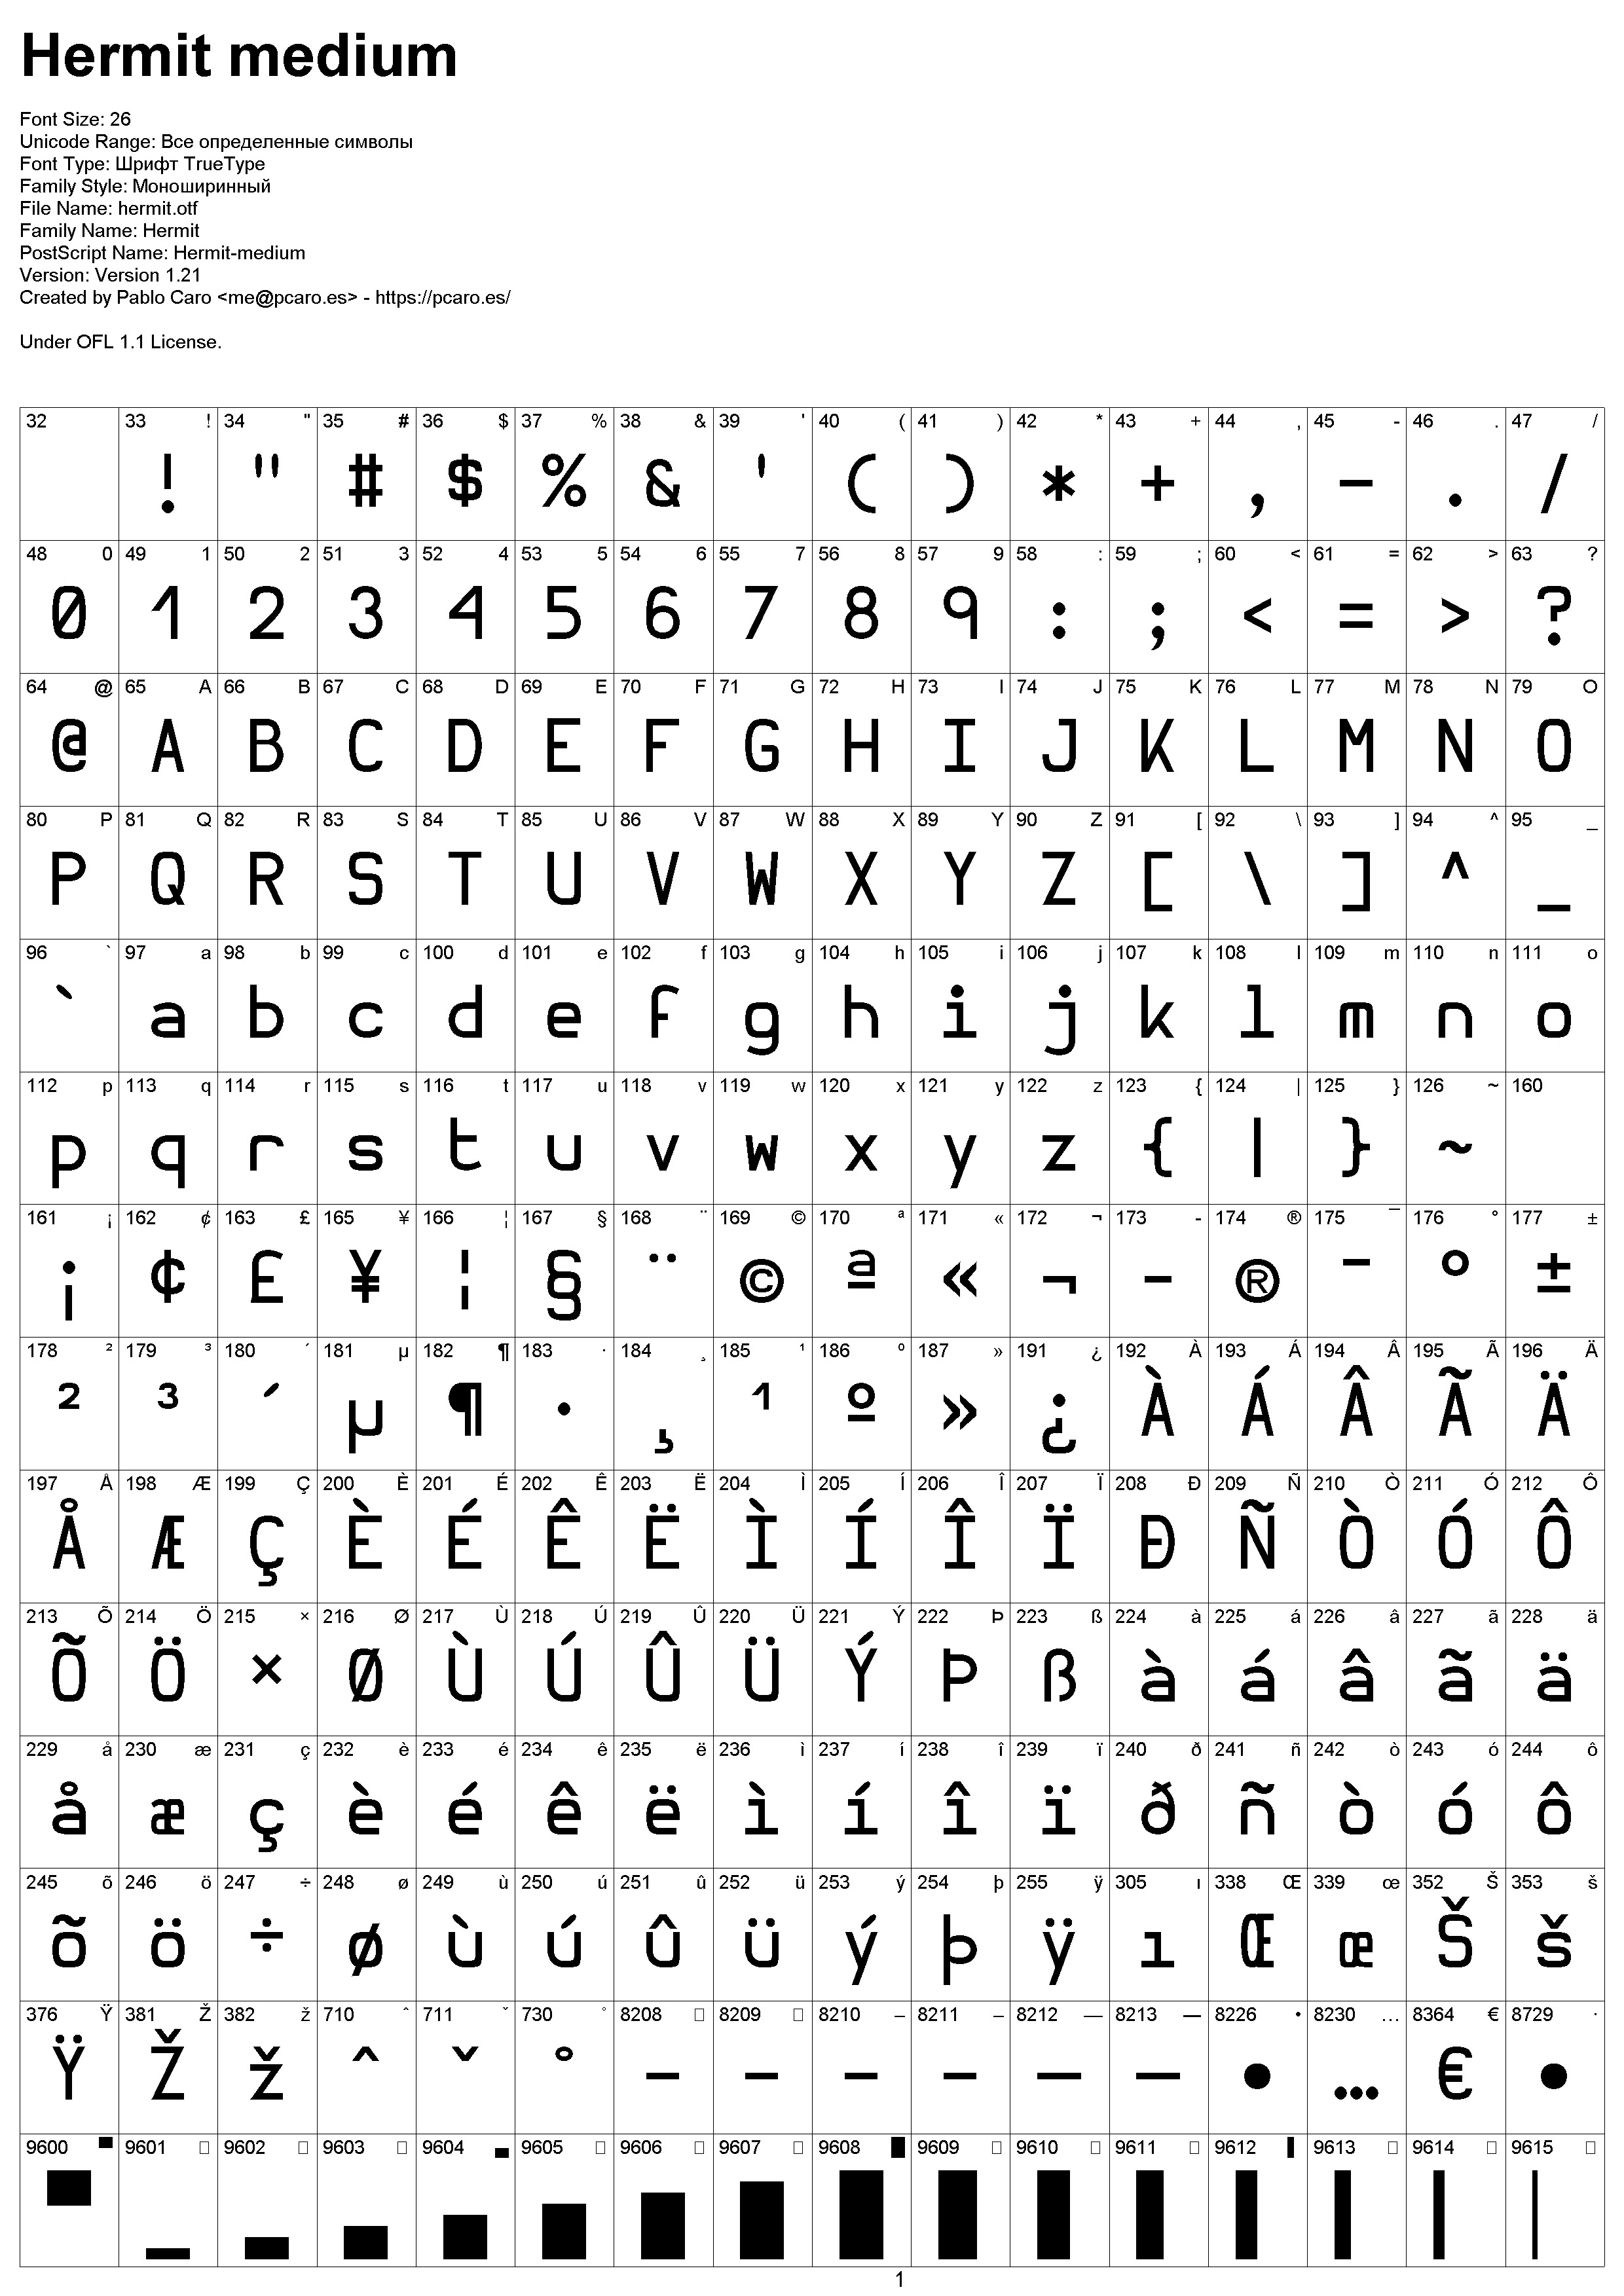 Hermit medium
Font Size: 26
Unicode Range: Все определенные символы
Font Type: Шрифт TrueType
Family Style: Моноширинный
File Name: hermit.otf
Family Name: Hermit
PostScript Name: Hermit-medium
Version: Version 1.21
Created by Pablo Caro <me@pcaro.es> - https://pcaro.es/
Under OFL 1.1 License.
32 33 ! 34 " 35 # 36 $ 37 % 38 & 39 ' 40 ( 41 ) 42 * 43 + 44 , 45 - 46 . 47 /
! " # $ % & ' ( ) * + , - . /
48 0 49 1 50 2 51 3 52 4 53 5 54 6 55 7 56 8 57 9 58 : 59 ; 60 < 61 = 62 > 63 ?
0 1 2 3 4 5 6 7 8 9 : ; < = > ?
64 @ 65 A 66 B 67 C 68 D 69 E 70 F 71 G 72 H 73 I 74 J 75 K 76 L 77 M 78 N 79 O
@ A B C D E F G H I J K L M N O
80 P 81 Q 82 R 83 S 84 T 85 U 86 V 87 W 88 X 89 Y 90 Z 91 [ 92 \ 93 ] 94 ^ 95 _
P Q R S T U V W X Y Z [ \ ] ^ _
96 ` 97 a 98 b 99 c 100 d 101 e 102 f 103 g 104 h 105 i 106 j 107 k 108 l 109 m 110 n 111 o
` a b c d e f g h i j k l m n o
112 p 113 q 114 r 115 s 116 t 117 u 118 v 119 w 120 x 121 y 122 z 123 { 124 | 125 } 126 ~ 160
p q r s t u v w x y z { | } ~
161 ¡ 162 ¢ 163 £ 165 ¥ 166 ¦ 167 § 168 ¨ 169 © 170 ª 171 « 172 ¬ 173 - 174 ® 175 ¯ 176 ° 177 ±
¡ ¢ £ ¥ ¦ § ¨ © ª « ¬ - ® ¯ ° ±
178 ² 179 ³ 180 ´ 181 µ 182 ¶ 183 · 184 ¸ 185 ¹ 186 º 187 » 191 ¿ 192 À 193 Á 194 Â 195 Ã 196 Ä
² ³ ´ µ ¶ · ¸ ¹ º » ¿ À Á Â Ã Ä
197 Å 198 Æ 199 Ç 200 È 201 É 202 Ê 203 Ë 204 Ì 205 Í 206 Î 207 Ï 208 Ð 209 Ñ 210 Ò 211 Ó 212 Ô
Å Æ Ç È É Ê Ë Ì Í Î Ï Ð Ñ Ò Ó Ô
213 Õ 214 Ö 215 × 216 Ø 217 Ù 218 Ú 219 Û 220 Ü 221 Ý 222 Þ 223 ß 224 à 225 á 226 â 227 ã 228 ä
Õ Ö × Ø Ù Ú Û Ü Ý Þ ß à á â ã ä
229 å 230 æ 231 ç 232 è 233 é 234 ê 235 ë 236 ì 237 í 238 î 239 ï 240 ð 241 ñ 242 ò 243 ó 244 ô
å æ ç è é ê ë ì í î ï ð ñ ò ó ô
245 õ 246 ö 247 ÷ 248 ø 249 ù 250 ú 251 û 252 ü 253 ý 254 þ 255 ÿ 305 ı 338 Œ 339 œ 352 Š 353 š
õ ö ÷ ø ù ú û ü ý þ ÿ ı Œ œ Š š
376 Ÿ 381 Ž 382 ž 710 ˆ 711 ˇ 730 ˚ 8208 □ 8209 □ 8210 ‒ 8211 – 8212 — 8213 ― 8226 • 8230 … 8364 € 8729 ∙
Ÿ Ž ž ˆ ˇ ˚ ‐ ‑ ‒ – — ― • … € ∙
9600 ▀ 9601 □ 9602 □ 9603 □ 9604 ▄ 9605 □ 9606 □ 9607 □ 9608 █ 9609 □ 9610 □ 9611 □ 9612 ▌ 9613 □ 9614 □ 9615 □
▀ ▁ ▂ ▃ ▄ ▅ ▆ ▇ █ ▉ ▊ ▋ ▌ ▍ ▎ ▏
1